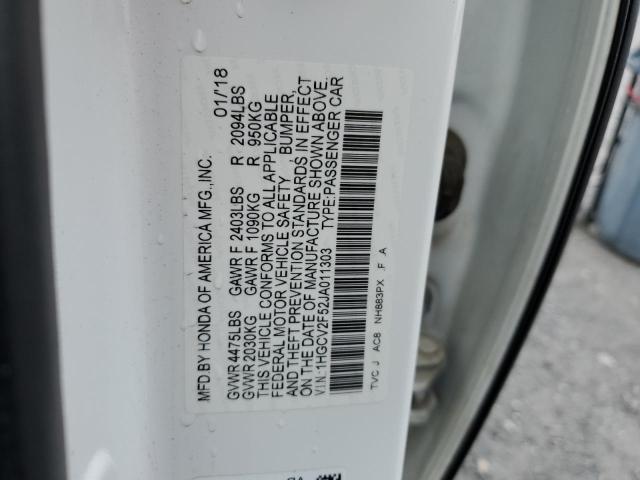 MFD BY HONDA OF AMERICA MFG.,INC. 01/18
GVWR 4475LBS GAWR F 2403LBS R 2094LBS
GVWR 2030KG GAWR F 1090KG R 950KG
THIS VEHICLE CONFORMS TO ALL APPLICABLE
FEDERAL MOTOR VEHICLE SAFETY BUMPER,
AND THEFT PREVENTION STANDARDS IN EFFECT
ON THE DATE OF MANUFACTURE SHOWN ABOVE.
V.I.N.:1HGCV2F52JA011303 TYPE:PASSENGER CAR
TVC J AC8 NH883PX .F A